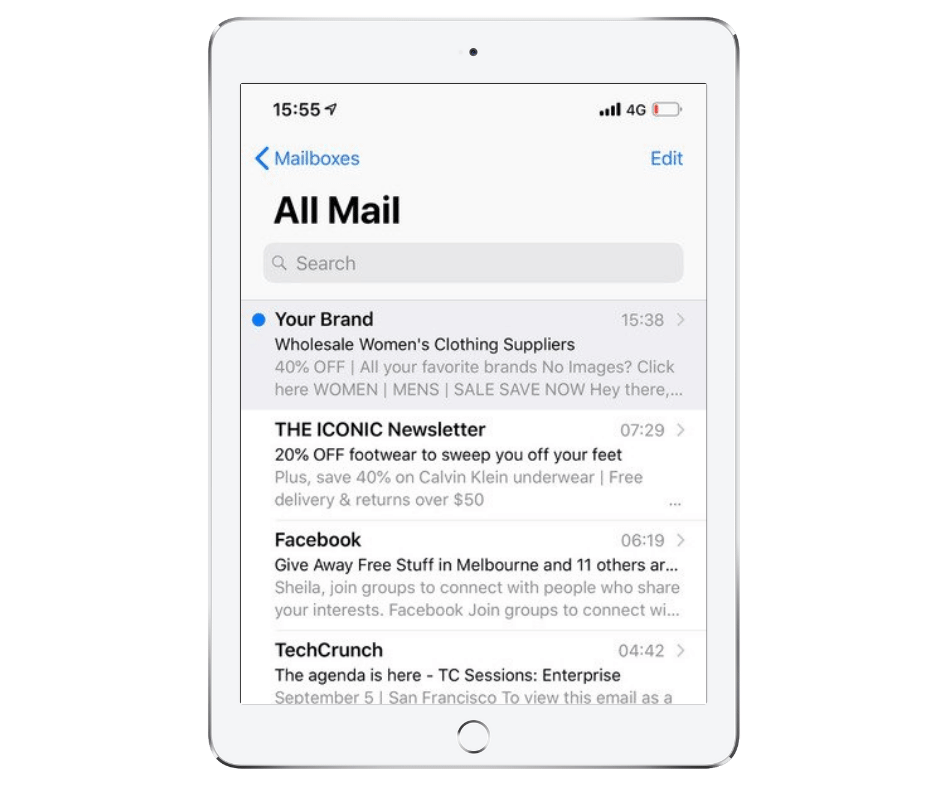 15:55 4G
Mailboxes Edit
All Mail
Search
Your Brand 15:38
Wholesale Women's Clothing Suppliers
40% OFF | All your favorite brands No Images? Click
here WOMEN | MENS | SALE SAVE NOW Hey there,...
THE ICONIC Newsletter 07:29
20% OFF footwear to sweep you off your feet
Plus, save 40% on Calvin Klein underwear | Free
delivery & returns over $50 ...
Facebook 06:19
Give Away Free Stuff in Melbourne and 11 others ar...
Sheila, join groups to connect with people who share
your interests. Facebook Join groups to connect wi...
TechCrunch 04:42
The agenda is here - TC Sessions: Enterprise
September 5 | San Francisco To view this email as a